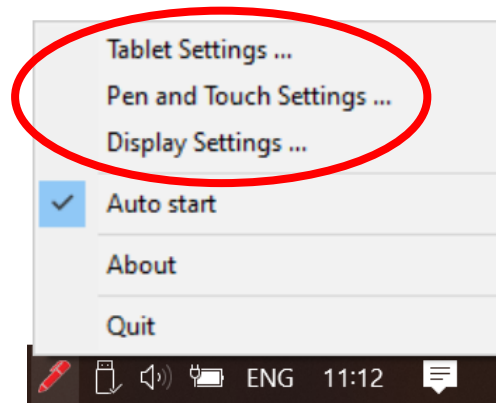 Tablet Settings ...
Pen and Touch Settings ...
Display Settings ...
Auto start
About
Quit
ENG 11:12